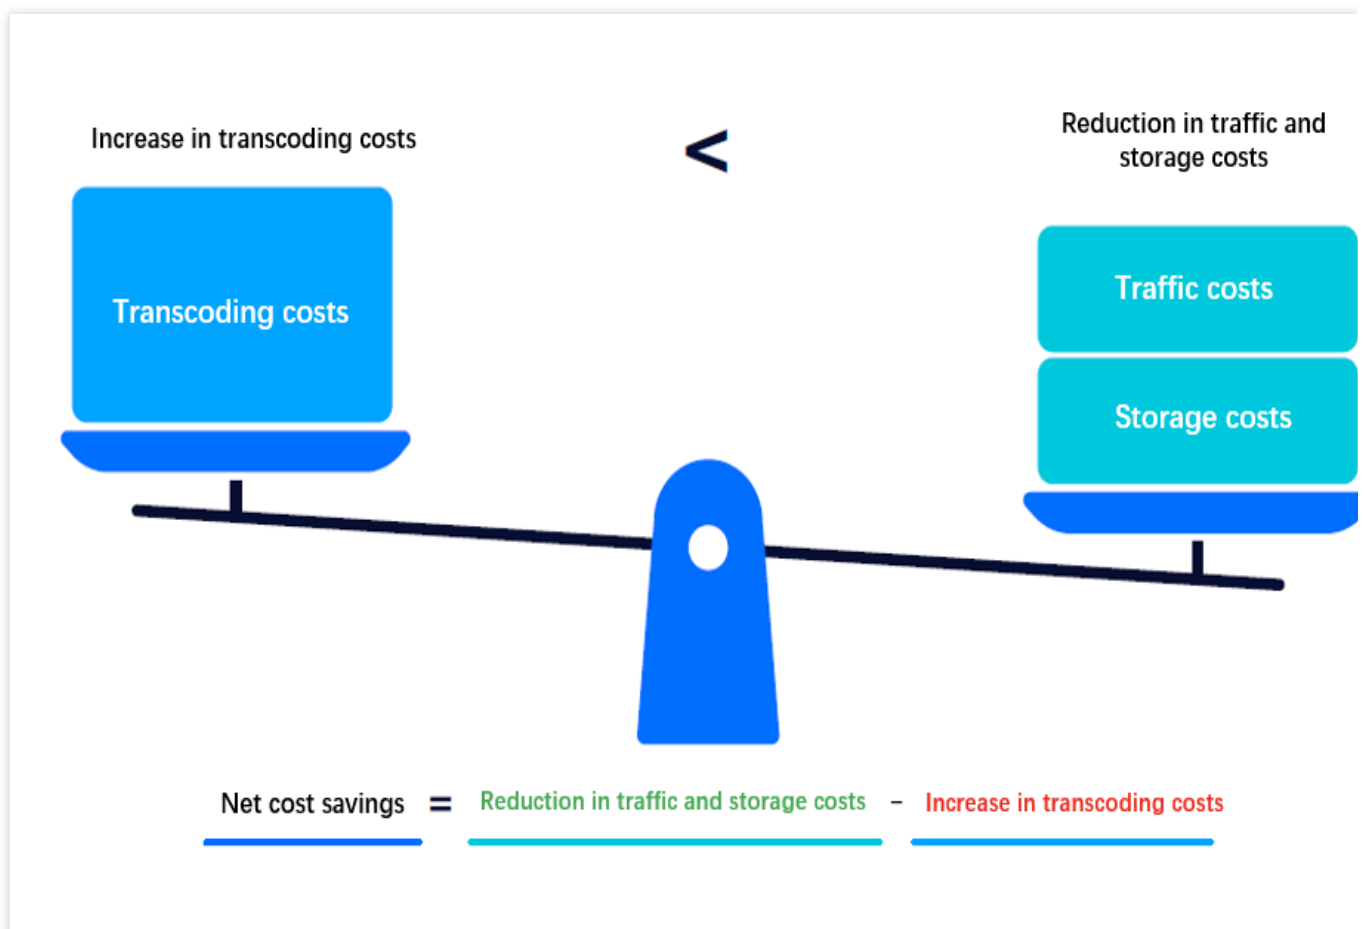 Increase in transcoding costs
<
Reduction in traffic and
storage costs
Transcoding costs
Traffic costs
Storage costs
Net cost savings = Reduction in traffic and storage costs – Increase in transcoding costs